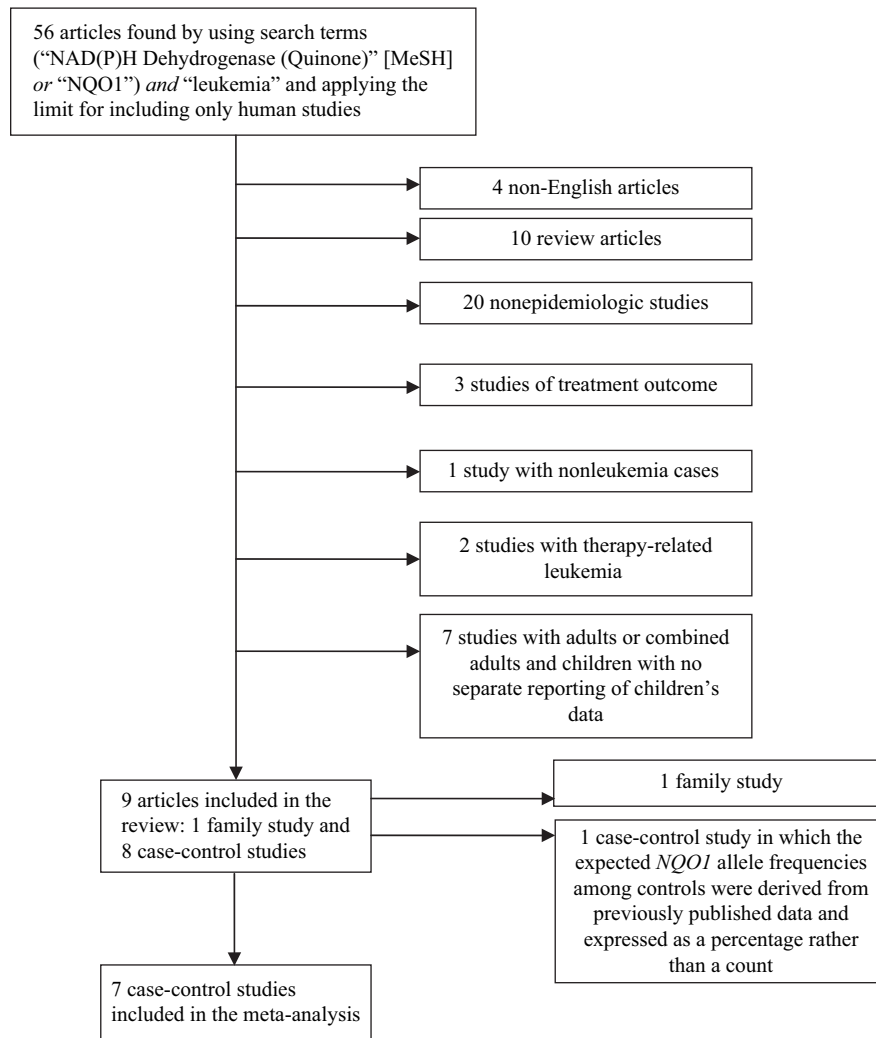 56 articles found by using search terms
(“NAD(P)H Dehydrogenase (Quinone)” [MeSH]
or “NQO1”) and “leukemia” and applying the
limit for including only human studies
4 non-English articles
10 review articles
20 nonepidemiologic studies
3 studies of treatment outcome
1 study with nonleukemia cases
2 studies with therapy-related
leukemia
7 studies with adults or combined
adults and children with no
separate reporting of children’s
data
9 articles included in the
review: 1 family study and
8 case-control studies
1 family study
1 case-control study in which the
expected NQO1 allele frequencies
among controls were derived from
previously published data and
expressed as a percentage rather
than a count
7 case-control studies
included in the meta-analysis